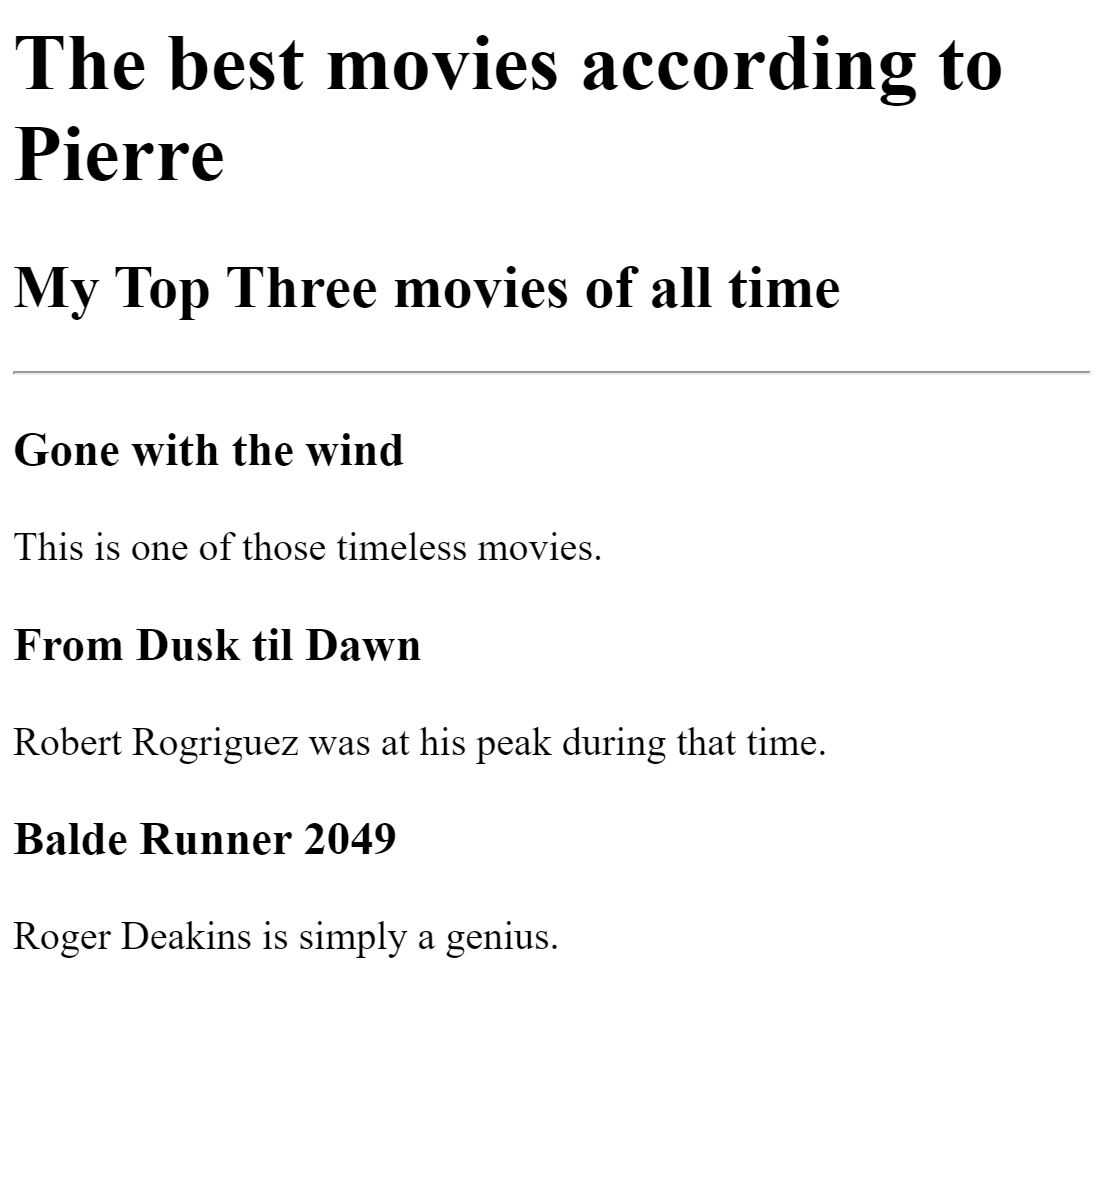 The best movies according to
Pierre
My Top Three movies of all time
Gone with the wind
This is one of those timeless movies.
From Dusk til Dawn
Robert Rogriguez was at his peak during that time.
Balde Runner 2049
Roger Deakins is simply a genius.